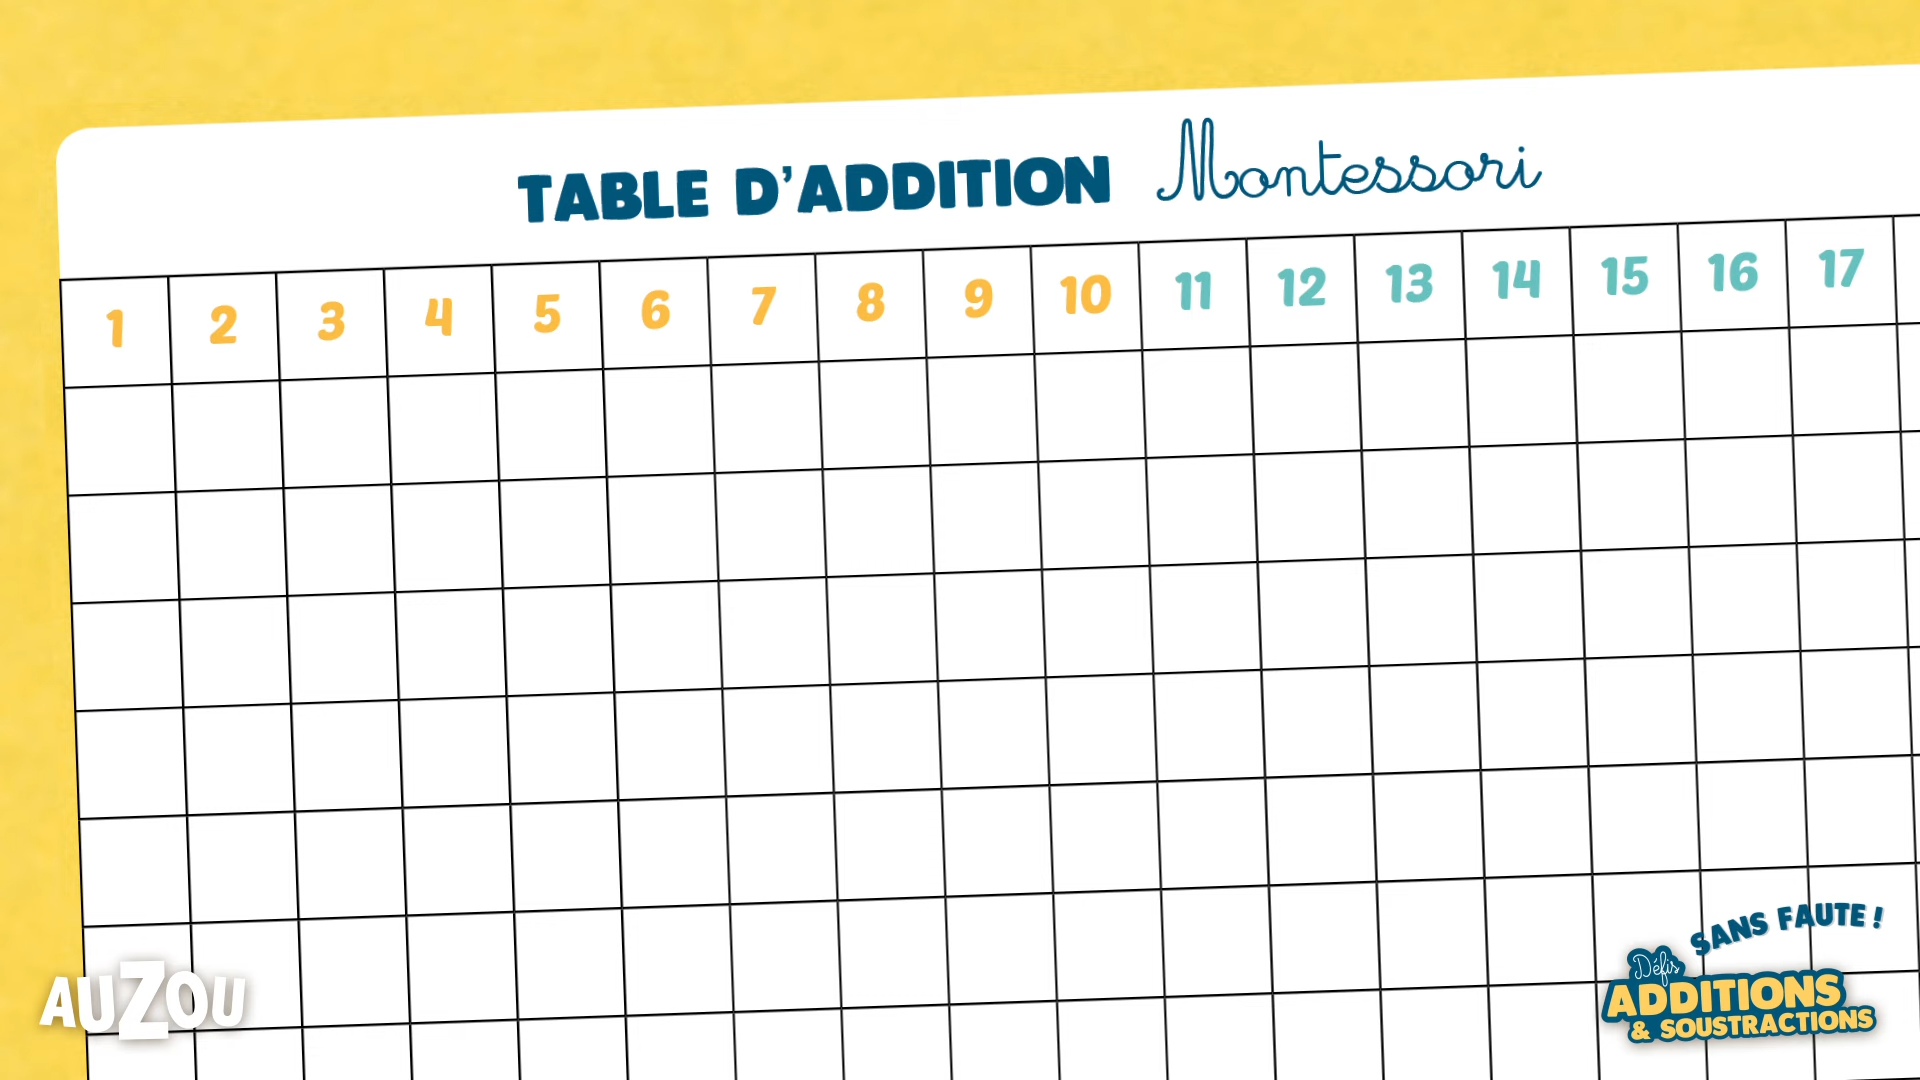 TABLE D'ADDITION Montessori
1 2 3 4 5 6 7 8 9 10 11 12 13 14 15 16 17
SANS FAUTE !
Défis
ADDITIONS
& SOUSTRACTIONS
AUZOU